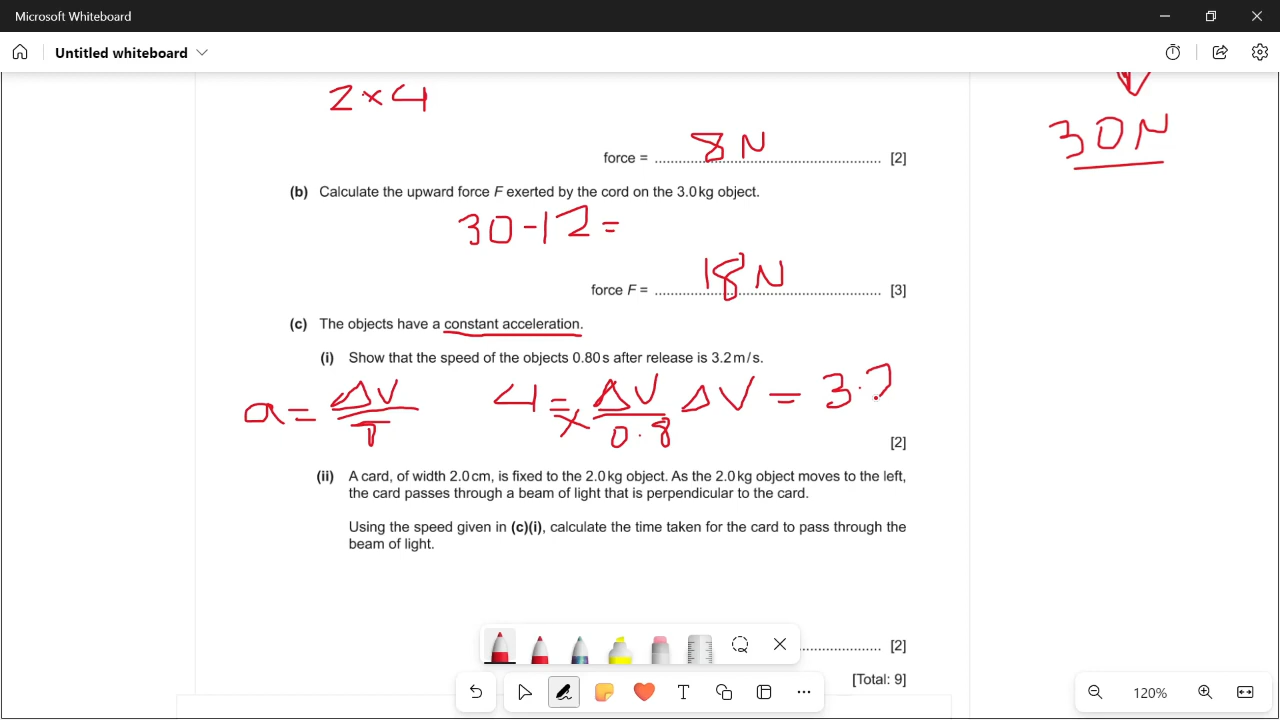 Microsoft Whiteboard
Untitled whiteboard
2 × 4
30N
force = 8 N [2]
(b) Calculate the upward force F exerted by the cord on the 3.0 kg object.
30 - 12 =
force F = 18 N [3]
(c) The objects have a constant acceleration.
(i) Show that the speed of the objects 0.80 s after release is 3.2 m/s.
a = ΔV/T 4 = ΔV/0.8 ΔV = 3.2
[2]
(ii) A card, of width 2.0 cm, is fixed to the 2.0 kg object. As the 2.0 kg object moves to the left,
the card passes through a beam of light that is perpendicular to the card.
Using the speed given in (c)(i), calculate the time taken for the card to pass through the
beam of light.
[2]
[Total: 9]
120%